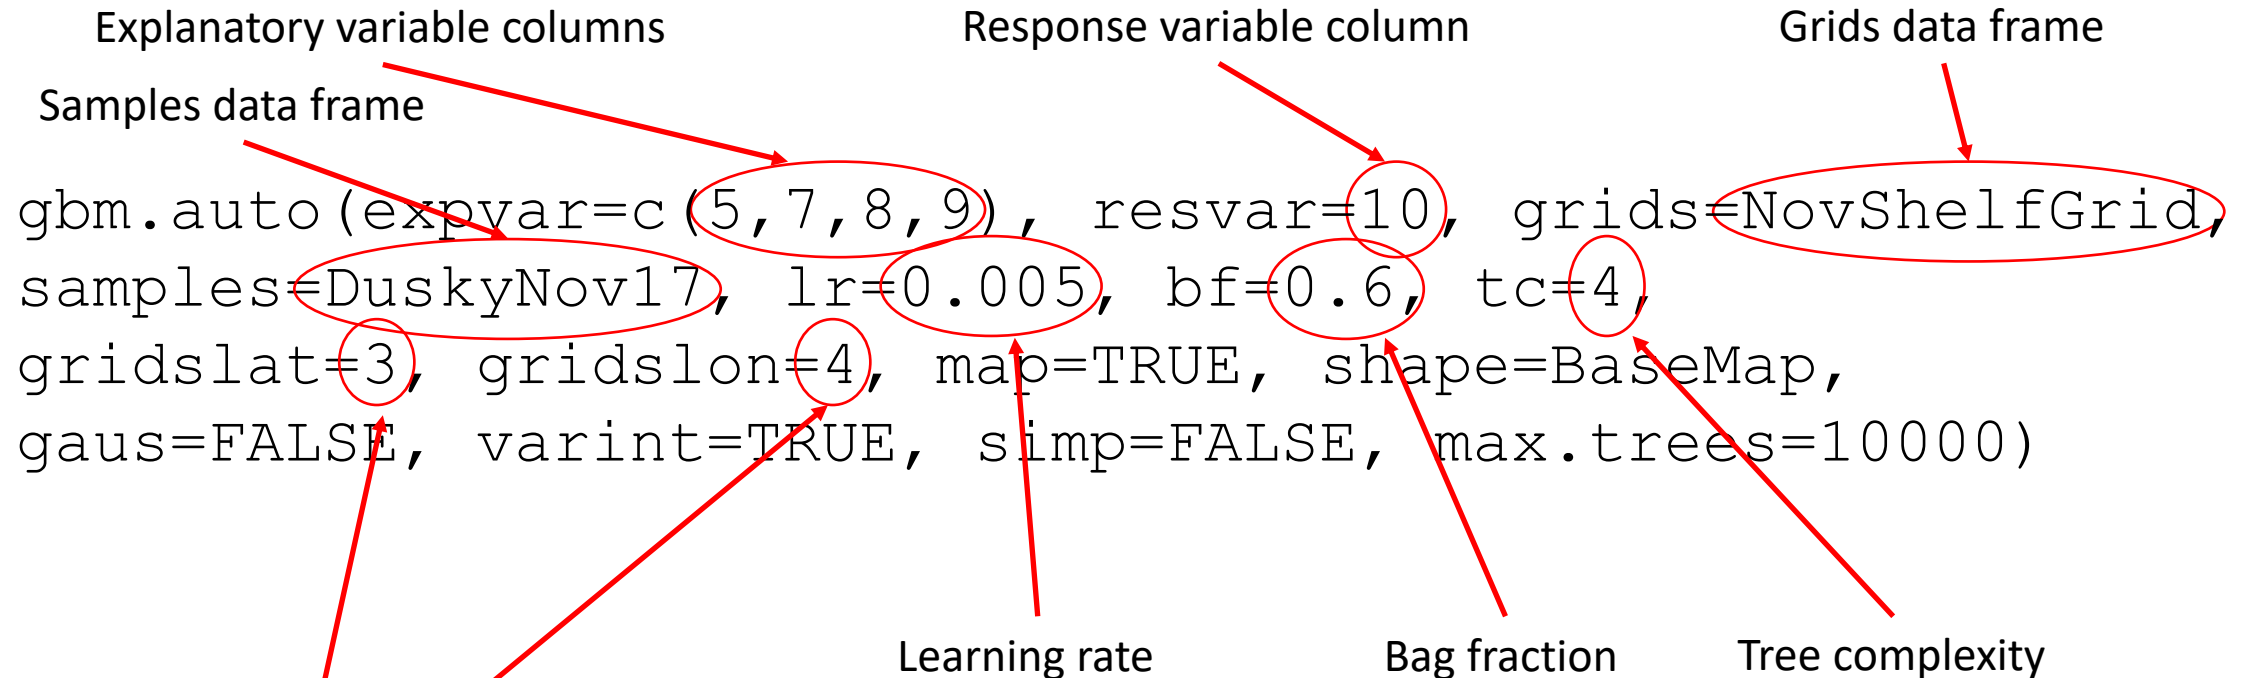 Explanatory variable columns
Response variable column
Grids data frame
Samples data frame
gbm.auto(expvar=c(5,7,8,9), resvar=10, grids=NovShelfGrid,
samples=DuskyNov17, lr=0.005, bf=0.6, tc=4,
gridslat=3, gridslon=4, map=TRUE, shape=BaseMap,
gaus=FALSE, varint=TRUE, simp=FALSE, max.trees=10000)
Learning rate
Bag fraction
Tree complexity